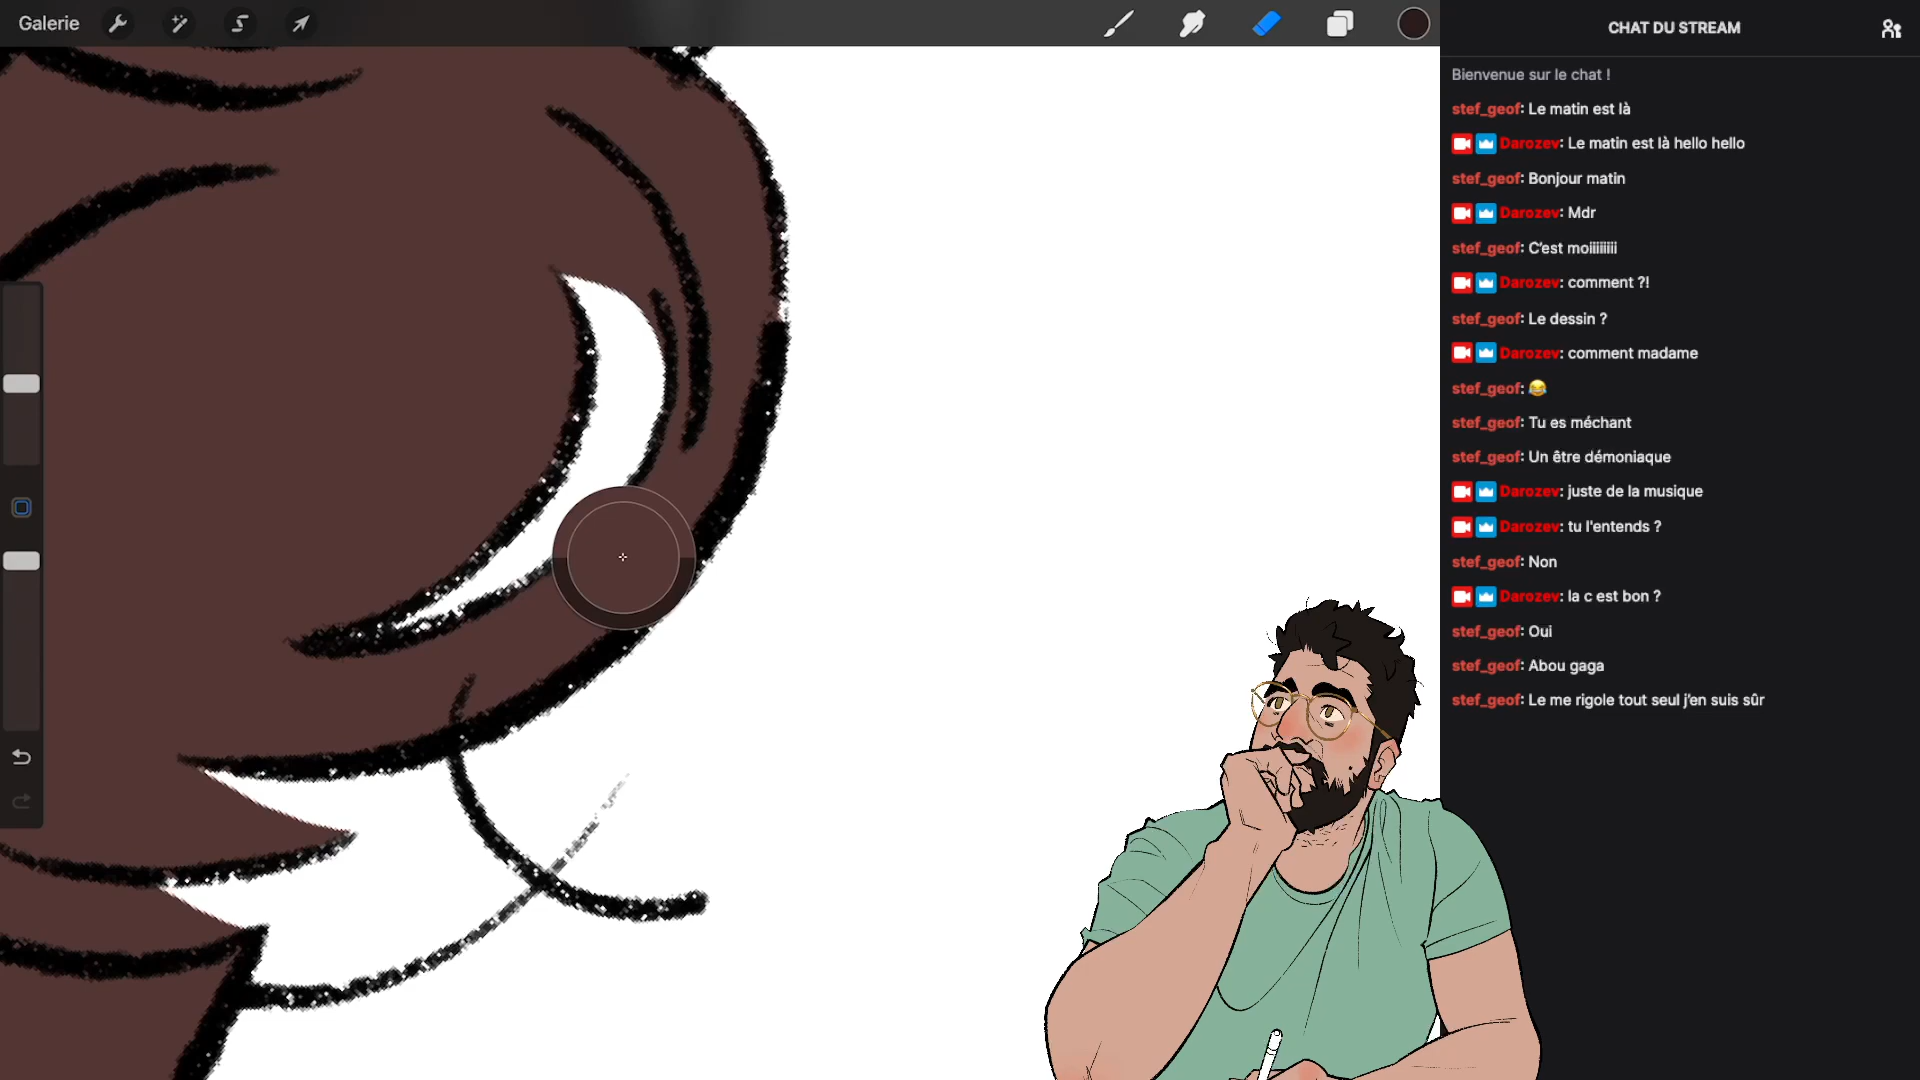 Galerie
CHAT DU STREAM
Bienvenue sur le chat !
stef_geof: Le matin est là
Darozev: Le matin est là hello hello
stef_geof: Bonjour matin
Darozev: Mdr
stef_geof: C'est moiiiiiiiii
Darozev: comment ?!
stef_geof: Le dessin ?
Darozev: comment madame
stef_geof: 😂
stef_geof: Tu es méchant
stef_geof: Un être démoniaque
Darozev: juste de la musique
Darozev: tu l'entends ?
stef_geof: Non
Darozev: la c est bon ?
stef_geof: Oui
stef_geof: Abou gaga
stef_geof: Le me rigole tout seul j'en suis sûr